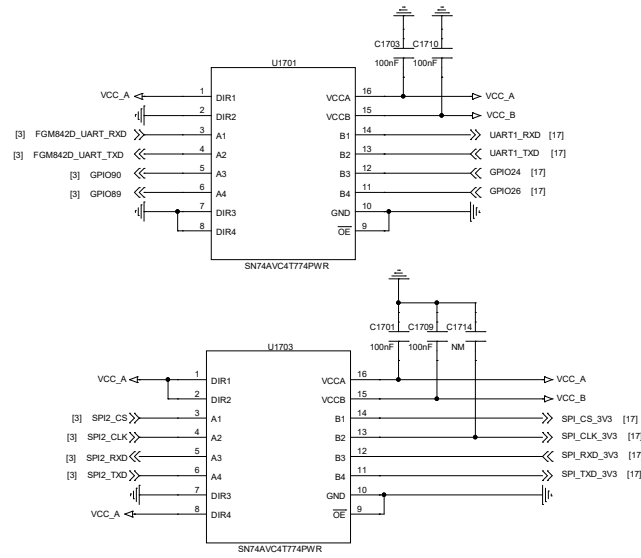 C1703 C1710
100nF 100nF
U1701
VCC_A 1 DIR1 VCCA 16 VCC_A
2 DIR2 VCCB 15 VCC_B
[3] FGM842D_UART_RXD 3 A1 B1 14 UART1_RXD [17]
[3] FGM842D_UART_TXD 4 A2 B2 13 UART1_TXD [17]
[3] GPIO90 5 A3 B3 12 GPIO24 [17]
[3] GPIO89 6 A4 B4 11 GPIO26 [17]
7 DIR3 GND 10
8 DIR4 OE 9
SN74AVC4T774PWR
C1701 C1709 C1714
100nF 100nF NM
U1703
VCC_A 1 DIR1 VCCA 16 VCC_A
2 DIR2 VCCB 15 VCC_B
[3] SPI2_CS 3 A1 B1 14 SPI_CS_3V3 [17]
[3] SPI2_CLK 4 A2 B2 13 SPI_CLK_3V3 [17]
[3] SPI2_RXD 5 A3 B3 12 SPI_RXD_3V3 [17]
[3] SPI2_TXD 6 A4 B4 11 SPI_TXD_3V3 [17]
7 DIR3 GND 10
VCC_A 8 DIR4 OE 9
SN74AVC4T774PWR